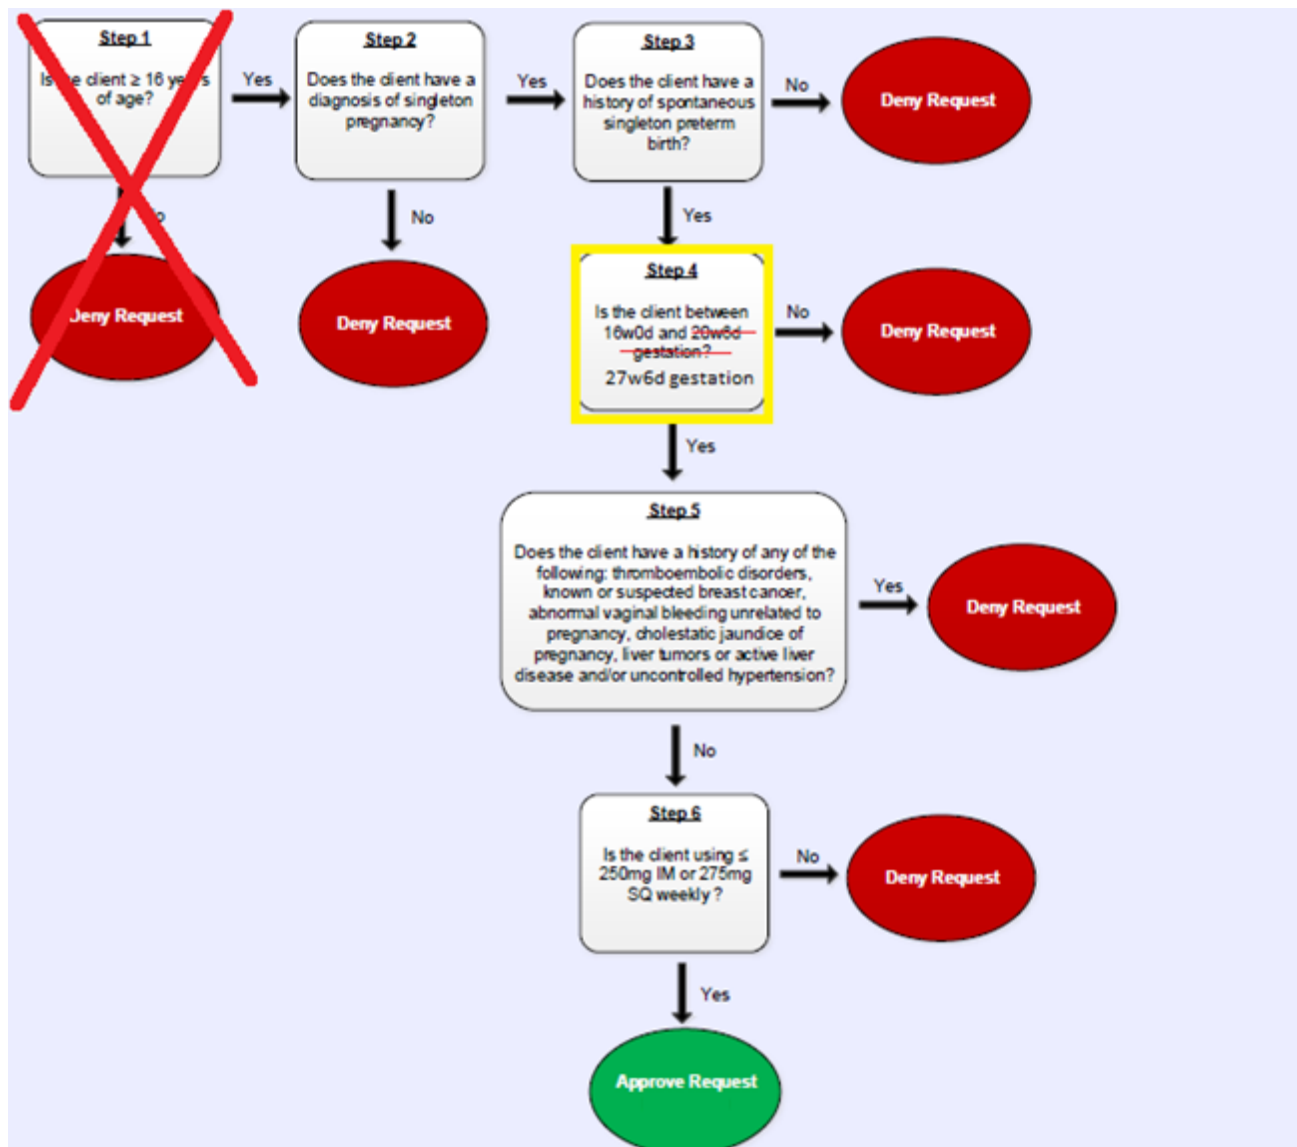 Step 1
Is the client ≥ 16 years
of age?
Yes
No
Deny Request
Step 2
Does the client have a
diagnosis of singleton
pregnancy?
Yes
No
Deny Request
Step 3
Does the client have a
history of spontaneous
singleton preterm
birth?
No
Deny Request
Yes
Step 4
Is the client between
16w0d and 20w6d
gestation?
27w6d gestation
No
Deny Request
Yes
Step 5
Does the client have a history of any of the
following: thromboembolic disorders,
known or suspected breast cancer,
abnormal vaginal bleeding unrelated to
pregnancy, cholestatic jaundice of
pregnancy, liver tumors or active liver
disease and/or uncontrolled hypertension?
Yes
Deny Request
No
Step 6
Is the client using ≤
250mg IM or 275mg
SQ weekly ?
No
Deny Request
Yes
Approve Request